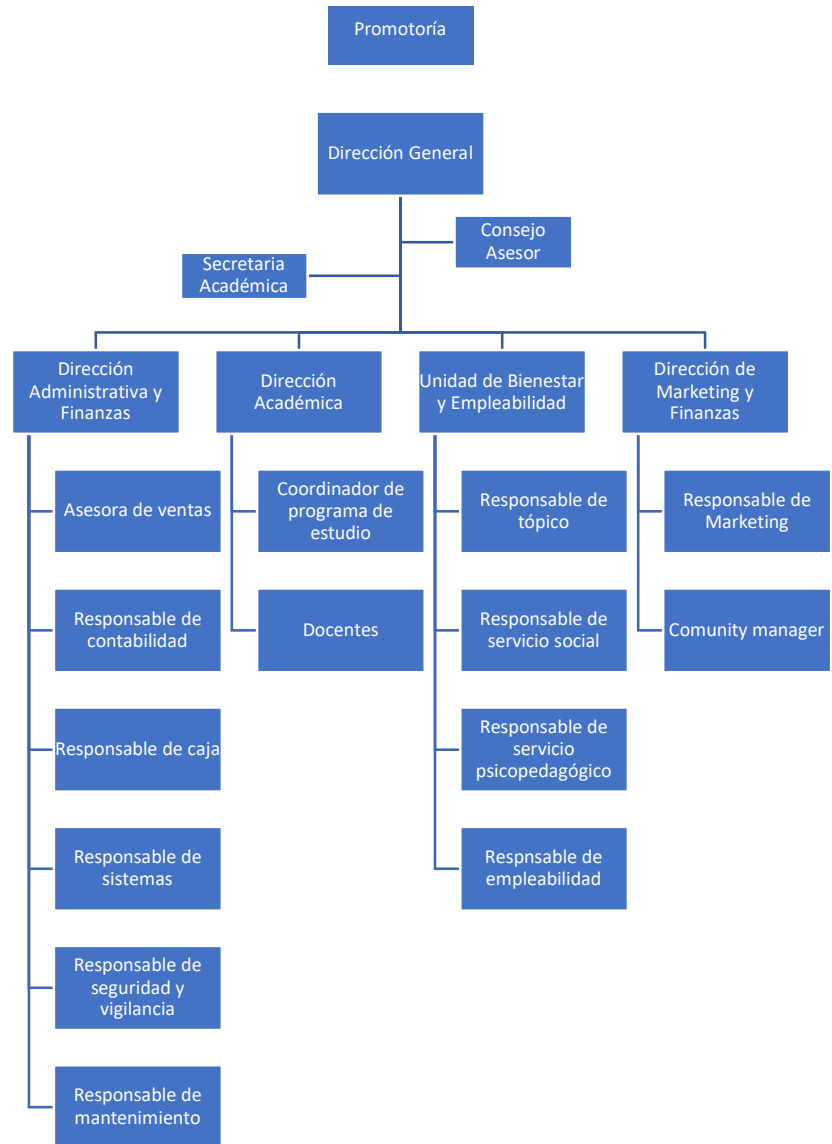 Promotoría
Dirección General
Consejo
Asesor
Secretaria
Académica
Dirección
Administrativa y
Finanzas
Dirección
Académica
Unidad de Bienestar
y Empleabilidad
Dirección de
Marketing y
Finanzas
Asesora de ventas
Coordinador de
programa de
estudio
Responsable de
tópico
Responsable de
Marketing
Responsable de
contabilidad
Docentes
Responsable de
servicio social
Comunity manager
Responsable de caja
Responsable de
servicio
psicopedagógico
Responsable de
sistemas
Respnsable de
empleabilidad
Responsable de
seguridad y
vigilancia
Responsable de
mantenimiento